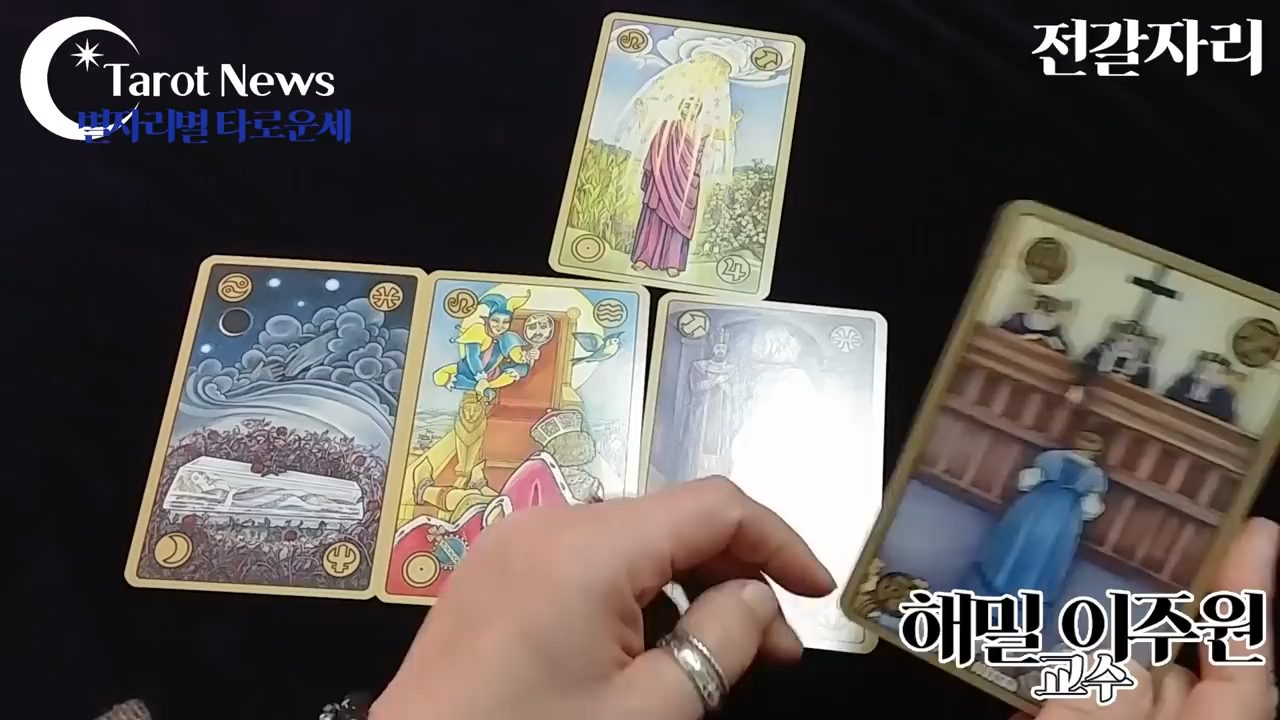 Tarot News
별자리별 타로운세
전갈자리
해밀 이주원
교수